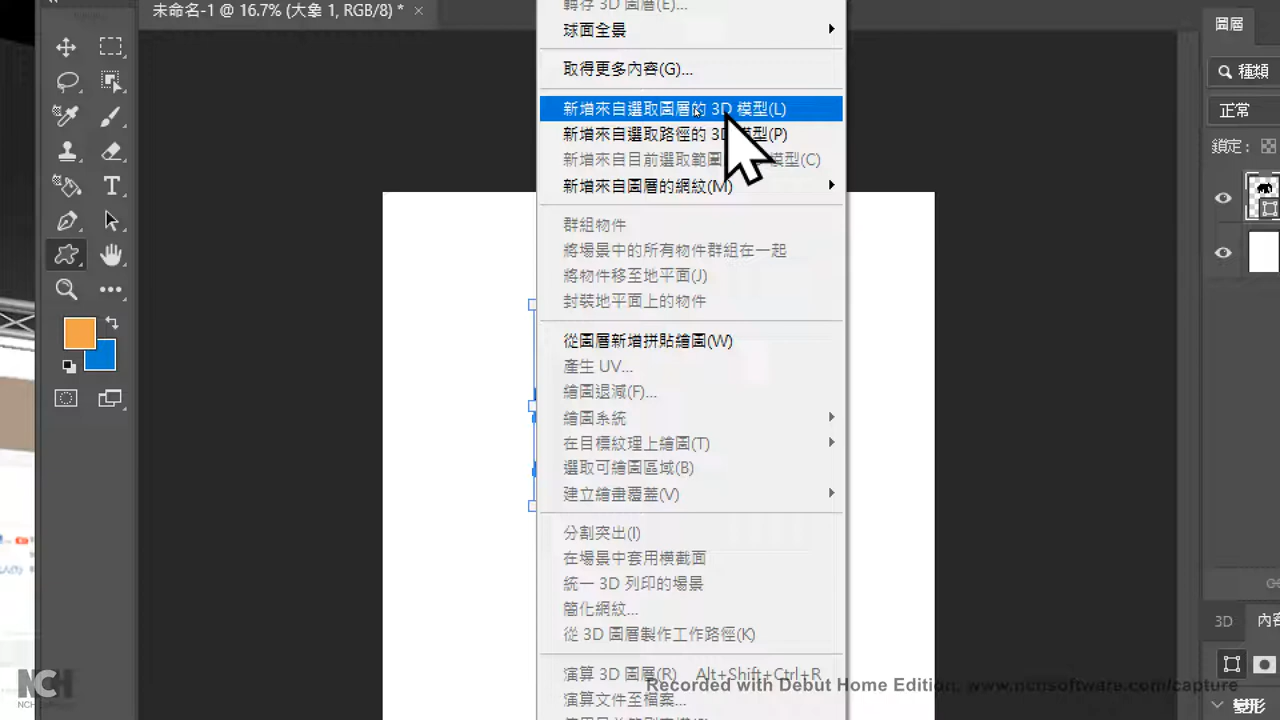 未命名-1 @ 16.7% (大象 1, RGB/8) * ×
轉存 3D 圖層(E)...
球面全景
取得更多內容(G)...
新增來自選取圖層的 3D 模型(L)
新增來自選取路徑的 3D 模型(P)
新增來自目前選取範圍 模型(C)
新增來自圖層的網紋(M)
群組物件
將場景中的所有物件群組在一起
將物件移至地平面(J)
封裝地平面上的物件
從圖層新增拼貼繪圖(W)
產生 UV...
繪圖退減(F)...
繪圖系統
在目標紋理上繪圖(T)
選取可繪圖區域(B)
建立繪畫覆蓋(V)
分割突出(I)
在場景中套用橫截面
統一 3D 列印的場景
簡化網紋...
從 3D 圖層製作工作路徑(K)
演算 3D 圖層(R) Alt+Shift+Ctrl+R
演算文件至檔案...
圖層
種類
正常
鎖定：
3D
內容
變形
NCH
Recorded with Debut Home Edition, www.nchsoftware.com/capture